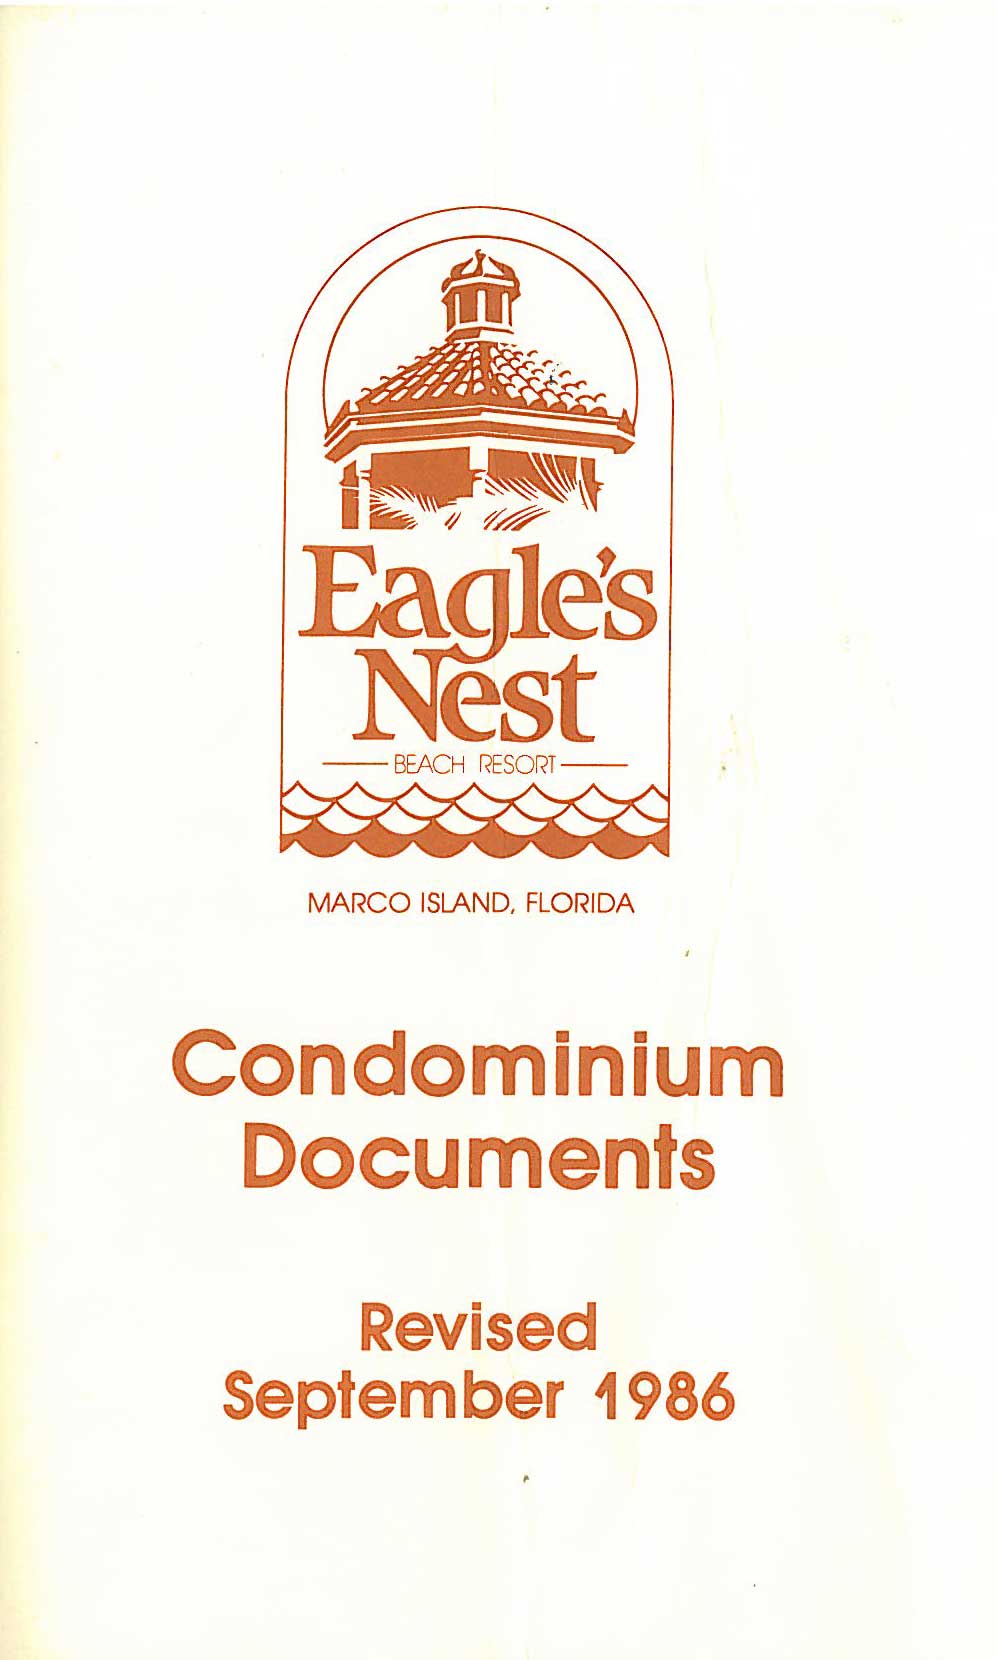 Eagle's
Nest
BEACH RESORT
MARCO ISLAND, FLORIDA
Condominium
Documents
Revised
September 1986